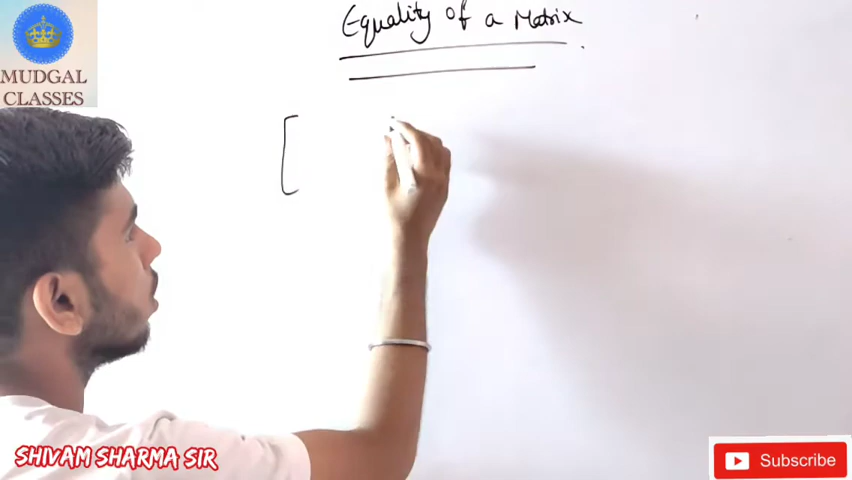 Equality of a Matrix
MUDGAL
CLASSES
SHIVAM SHARMA SIR
Subscribe